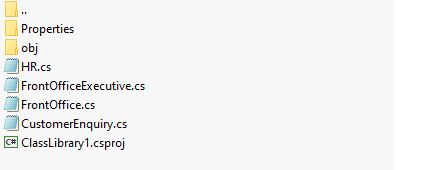 ..
Properties
obj
HR.cs
FrontOfficeExecutive.cs
FrontOffice.cs
CustomerEnquiry.cs
C# ClassLibrary1.csproj